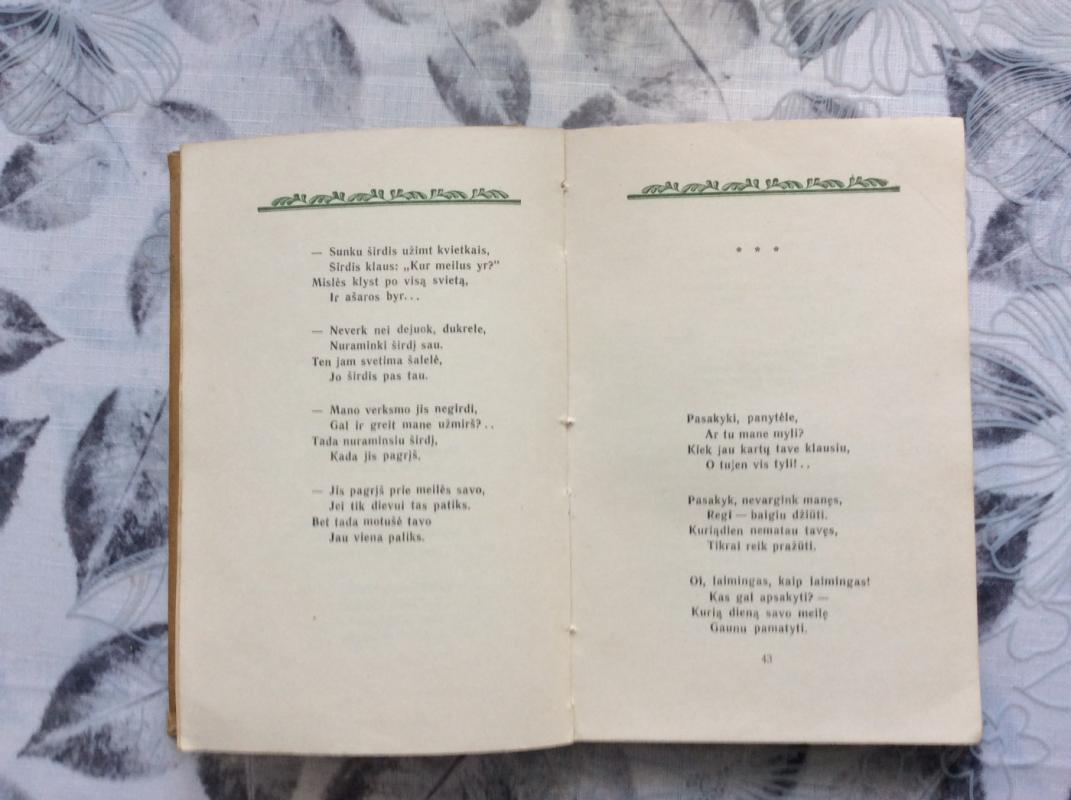 — Sunku širdis užimt kvietkais,
Širdis klaus: „Kur meilus yr?"
Mislės klyst po visą svietą,
Ir ašaros byr...
— Neverk nei dejuok, dukrele,
Nuraminki širdį sau.
Ten jam svetima šalelė,
Jo širdis pas tau.
— Mano verksmo jis negirdi,
Gal ir greit mane užmirš?..
Tada nuraminsiu širdį,
Kada jis pagrįš.
— Jis pagrįš prie meilės savo,
Jei tik dievui tas patiks.
Bet tada motušė tavo
Jau viena paliks.
* * *
Pasakyki, panytėle,
Ar tu mane myli?
Kiek jau kartų tave klausiu,
O tujen vis tyli!..
Pasakyk, nevargink manęs,
Regi — baigiu džiūti.
Kuriądien nematau tavęs,
Tikrai reik pražūti.
Oi, laimingas, kaip laimingas!
Kas gal apsakyti? —
Kurią dieną savo meilę
Gaunu pamatyti.
43